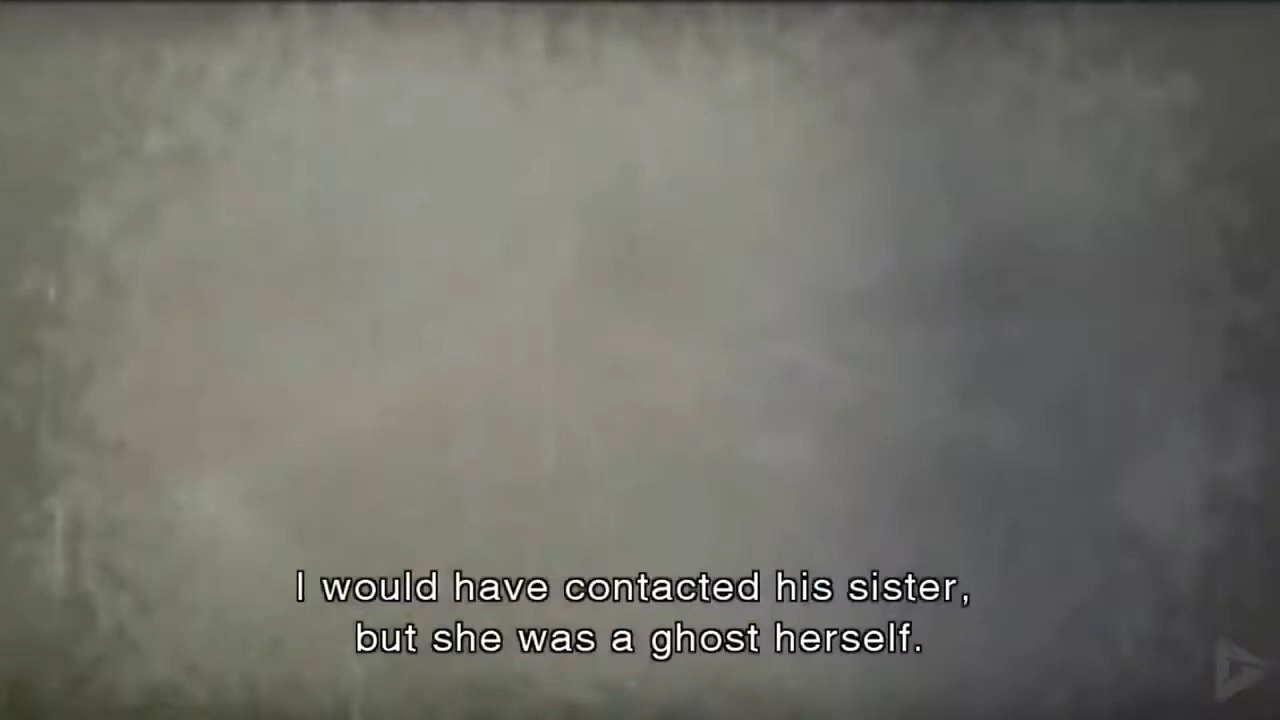 I would have contacted his sister,
but she was a ghost herself.